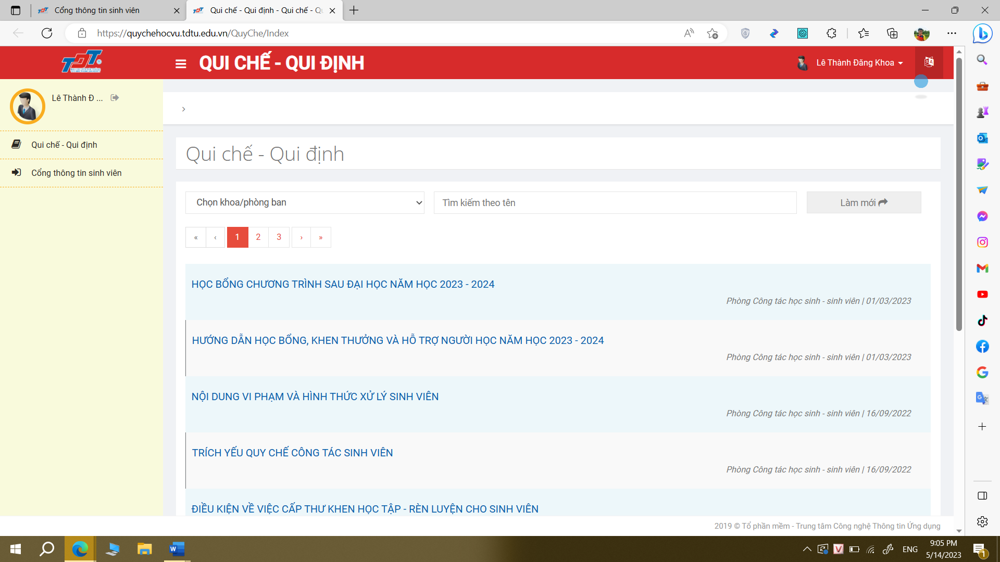 Cổng thông tin sinh viên
Qui chế - Qui định - Qui chế - Qu
https://quychehocvu.tdtu.edu.vn/QuyChe/Index
TDT
QUI CHẾ - QUI ĐỊNH
Lê Thành Đăng Khoa
Lê Thành Đ ...
Qui chế - Qui định
Cổng thông tin sinh viên
Qui chế - Qui định
Chọn khoa/phòng ban
Tìm kiếm theo tên
Làm mới
« ‹ 1 2 3 › »
HỌC BỔNG CHƯƠNG TRÌNH SAU ĐẠI HỌC NĂM HỌC 2023 - 2024
Phòng Công tác học sinh - sinh viên | 01/03/2023
HƯỚNG DẪN HỌC BỔNG, KHEN THƯỞNG VÀ HỖ TRỢ NGƯỜI HỌC NĂM HỌC 2023 - 2024
Phòng Công tác học sinh - sinh viên | 01/03/2023
NỘI DUNG VI PHẠM VÀ HÌNH THỨC XỬ LÝ SINH VIÊN
Phòng Công tác học sinh - sinh viên | 16/09/2022
TRÍCH YẾU QUY CHẾ CÔNG TÁC SINH VIÊN
Phòng Công tác học sinh - sinh viên | 16/09/2022
ĐIỀU KIỆN VỀ VIỆC CẤP THƯ KHEN HỌC TẬP - RÈN LUYỆN CHO SINH VIÊN
2019 © Tổ phần mềm - Trung tâm Công nghệ Thông tin Ứng dụng
ENG
9:05 PM
5/14/2023
1